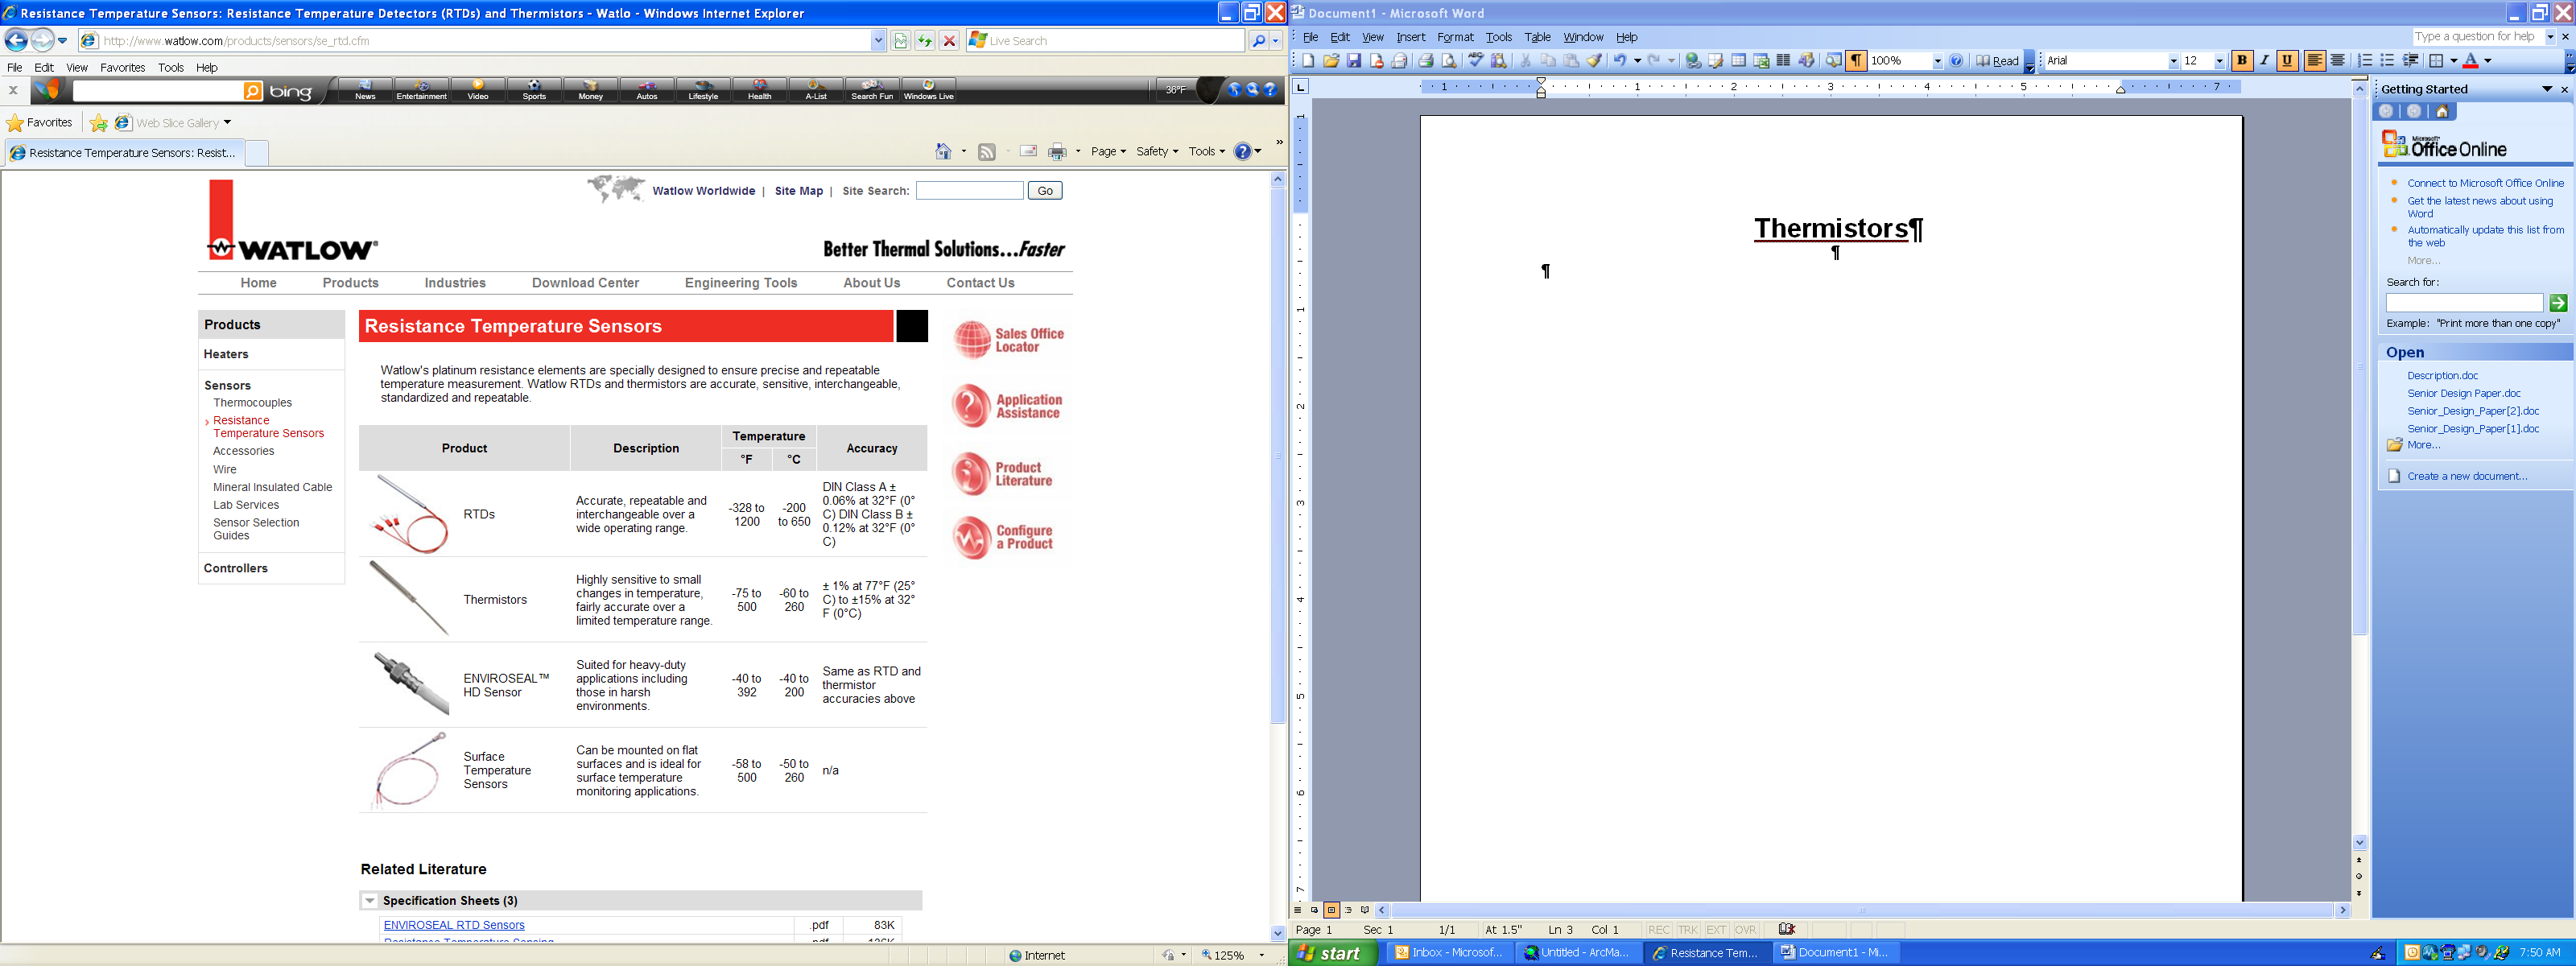 Resistance Temperature Sensors: Resistance Temperature Detectors (RTDs) and Thermistors - Watlo - Windows Internet Explorer
http://www.watlow.com/products/sensors/se_rtd.cfm
Live Search
File Edit View Favorites Tools Help
x bing News Entertainment Video Sports Money Autos Lifestyle Health A-List Search Fun Windows Live 36°F
Favorites Web Slice Gallery
Resistance Temperature Sensors: Resist...
Page Safety Tools
Watlow Worldwide | Site Map | Site Search: Go
WATLOW®
Better Thermal Solutions...Faster
Home Products Industries Download Center Engineering Tools About Us Contact Us
Products
Heaters
Sensors
Thermocouples
Resistance
Temperature Sensors
Accessories
Wire
Mineral Insulated Cable
Lab Services
Sensor Selection
Guides
Controllers
Resistance Temperature Sensors
Watlow's platinum resistance elements are specially designed to ensure precise and repeatable
temperature measurement. Watlow RTDs and thermistors are accurate, sensitive, interchangeable,
standardized and repeatable.
Product Description Temperature Accuracy
°F °C
RTDs
Accurate, repeatable and
interchangeable over a
wide operating range.
-328 to
1200
-200
to 650
DIN Class A ±
0.06% at 32°F (0°
C) DIN Class B ±
0.12% at 32°F (0°
C)
Thermistors
Highly sensitive to small
changes in temperature,
fairly accurate over a
limited temperature range.
-75 to
500
-60 to
260
± 1% at 77°F (25°
C) to ±15% at 32°
F (0°C)
ENVIROSEAL™
HD Sensor
Suited for heavy-duty
applications including
those in harsh
environments.
-40 to
392
-40 to
200
Same as RTD and
thermistor
accuracies above
Surface
Temperature
Sensors
Can be mounted on flat
surfaces and is ideal for
surface temperature
monitoring applications.
-58 to
500
-50 to
260
n/a
Sales Office
Locator
Application
Assistance
Product
Literature
Configure
a Product
Related Literature
Specification Sheets (3)
ENVIROSEAL RTD Sensors .pdf 83K
Internet 125%
Document1 - Microsoft Word
File Edit View Insert Format Tools Table Window Help
Type a question for help
100% Read Arial 12 B I U A
1 1 2 3 4 5 7
Thermistors¶
¶
¶
1
1
2
3
4
5
6
7
Getting Started
Microsoft
Office Online
Connect to Microsoft Office Online
Get the latest news about using
Word
Automatically update this list from
the web
More...
Search for:
Example: "Print more than one copy"
Open
Description.doc
Senior Design Paper.doc
Senior_Design_Paper[2].doc
Senior_Design_Paper[1].doc
More...
Create a new document...
Page 1 Sec 1 1/1 At 1.5" Ln 3 Col 1 REC TRK EXT OVR
start Inbox - Microsof... Untitled - ArcMa... Resistance Tem... Document1 - Mi... 7:50 AM